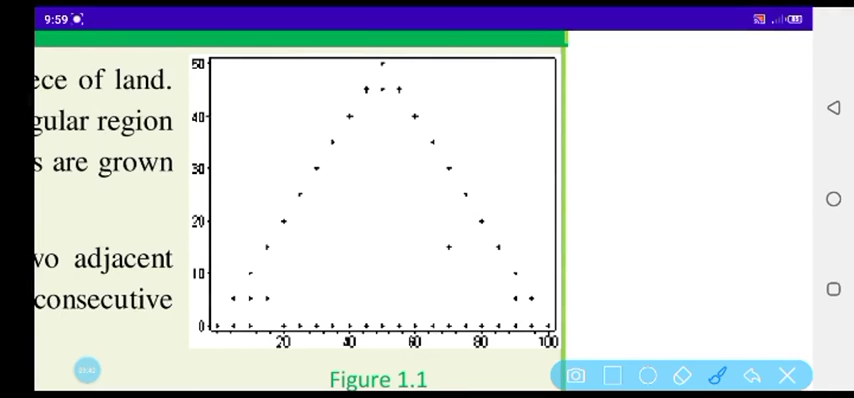 9:59
ece of land.
gular region
s are grown
vo adjacent
consecutive
50
40
30
20
10
0
20 40 60 80 100
Figure 1.1